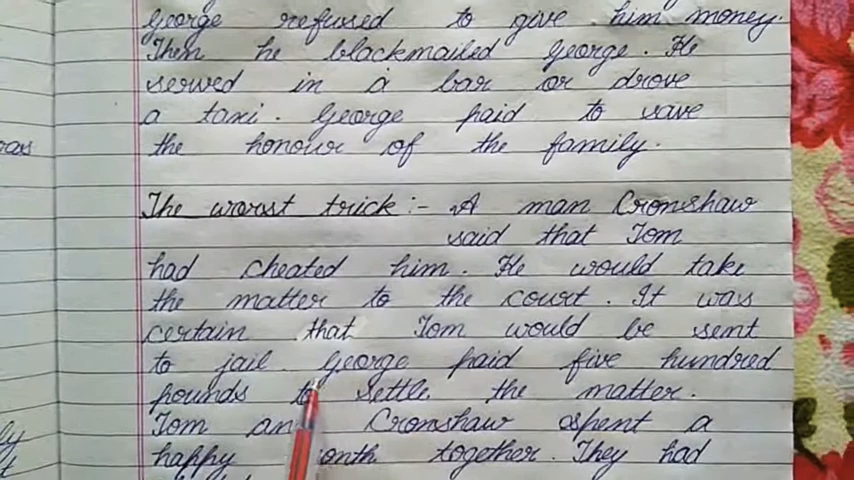 George refused to give him money.
Then he blackmailed George. He
served in a bar or drove
a taxi. George paid to save
the honour of the family.
The worst trick :- A man Cronshaw
said that Tom
had cheated him. He would take
the matter to the court. It was
certain that Tom would be sent
to jail. George paid five hundred
pounds to settle the matter.
Tom and Cronshaw spent a
happy month together. They had